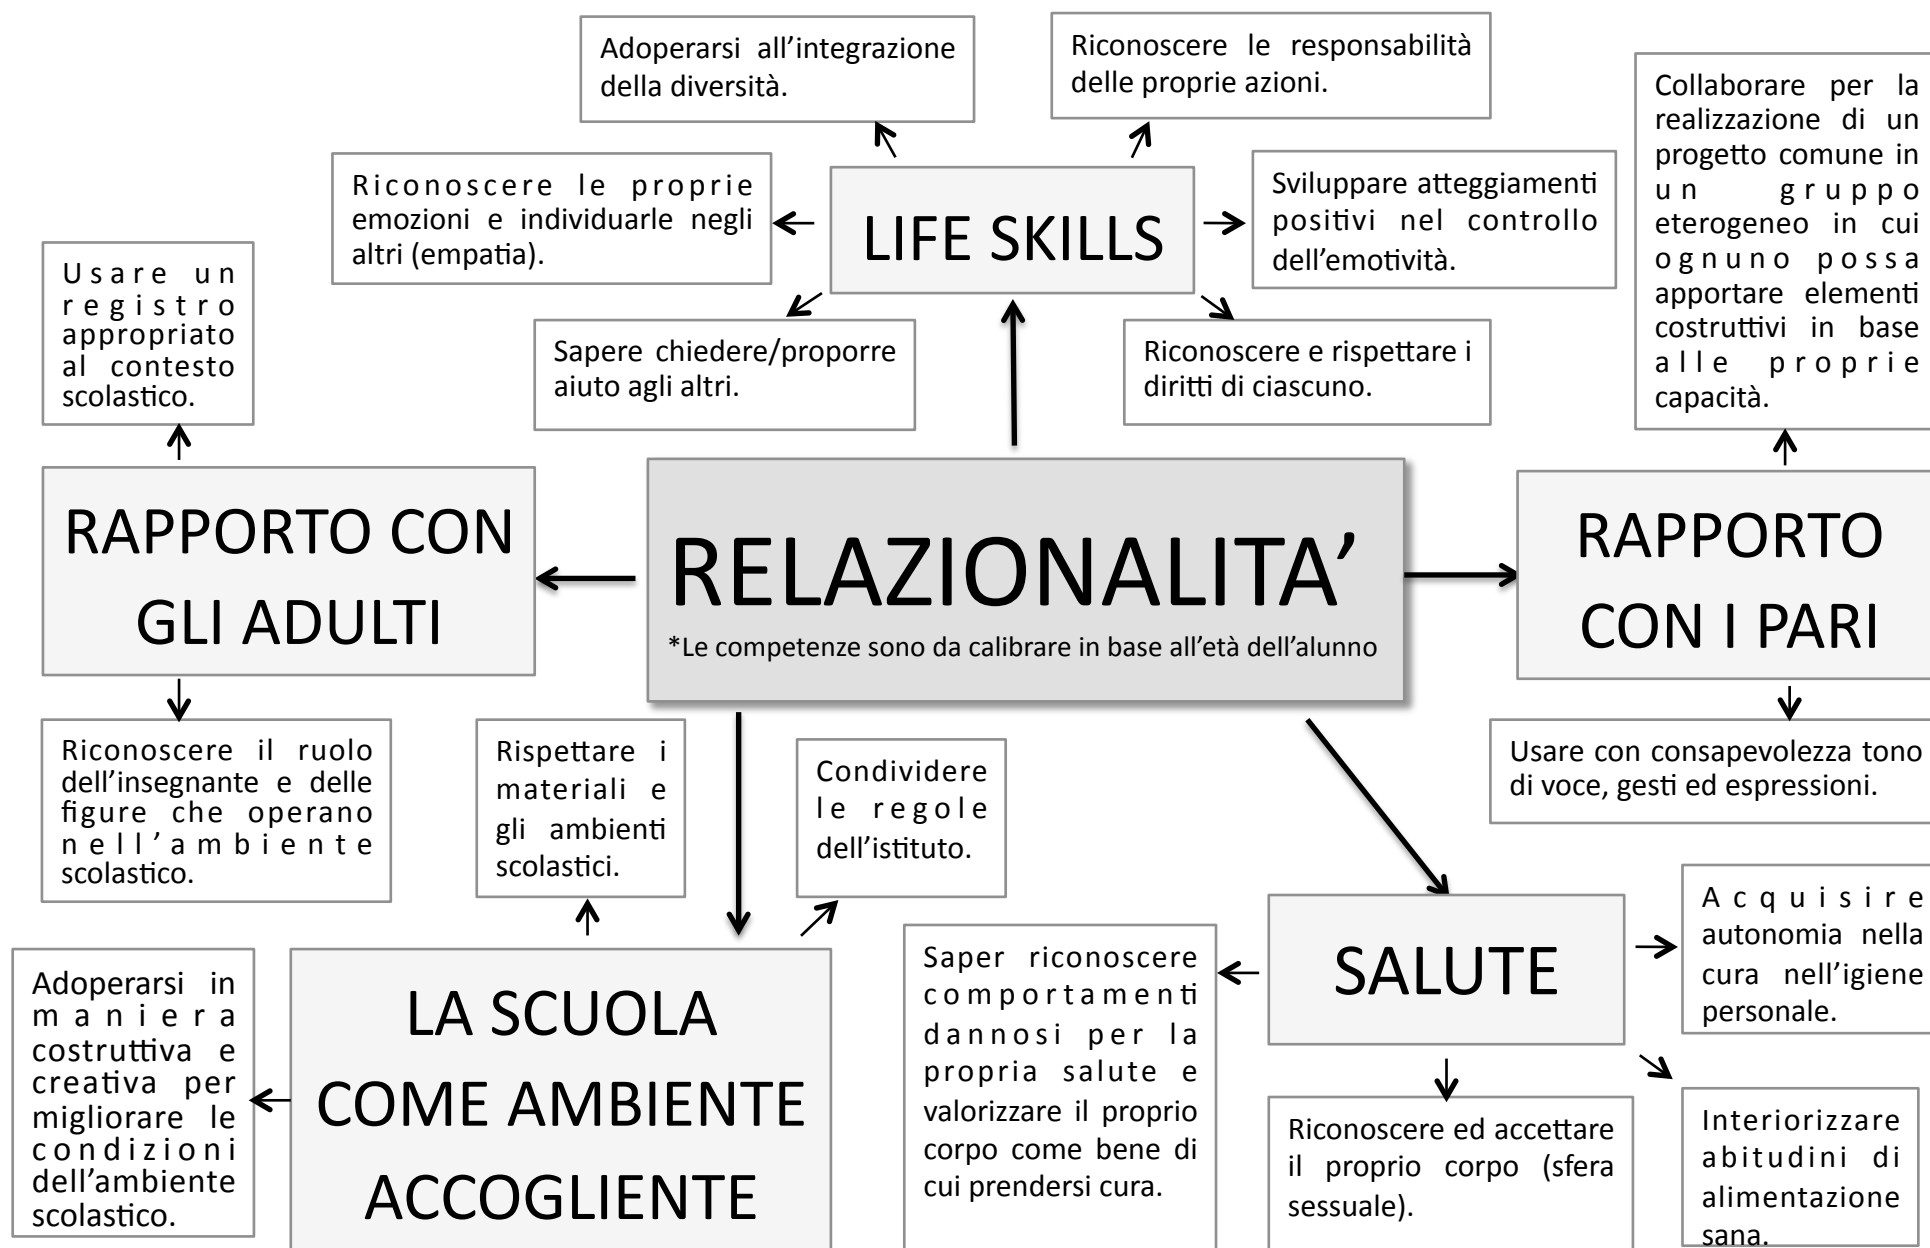 Adoperarsi all’integrazione
della diversità.
Riconoscere le responsabilità
delle proprie azioni.
Collaborare per la
realizzazione di un
progetto comune in
un gruppo
eterogeneo in cui
ognuno possa
apportare elementi
costruttivi in base
alle proprie
capacità.
Riconoscere le proprie
emozioni e individuarle negli
altri (empatia).
LIFE SKILLS
Sviluppare atteggiamenti
positivi nel controllo
dell’emotività.
Usare un
registro
appropriato
al contesto
scolastico.
Sapere chiedere/proporre
aiuto agli altri.
Riconoscere e rispettare i
diritti di ciascuno.
RAPPORTO CON
GLI ADULTI
RELAZIONALITA’
*Le competenze sono da calibrare in base all’età dell’alunno
RAPPORTO
CON I PARI
Riconoscere il ruolo
dell’insegnante e delle
figure che operano
nell’ambiente
scolastico.
Rispettare i
materiali e
gli ambienti
scolastici.
Condividere
le regole
dell’istituto.
Usare con consapevolezza tono
di voce, gesti ed espressioni.
Adoperarsi in
maniera
costruttiva e
creativa per
migliorare le
condizioni
dell’ambiente
scolastico.
LA SCUOLA
COME AMBIENTE
ACCOGLIENTE
Saper riconoscere
comportamenti
dannosi per la
propria salute e
valorizzare il proprio
corpo come bene di
cui prendersi cura.
SALUTE
Acquisire
autonomia nella
cura nell’igiene
personale.
Riconoscere ed accettare
il proprio corpo (sfera
sessuale).
Interiorizzare
abitudini di
alimentazione
sana.